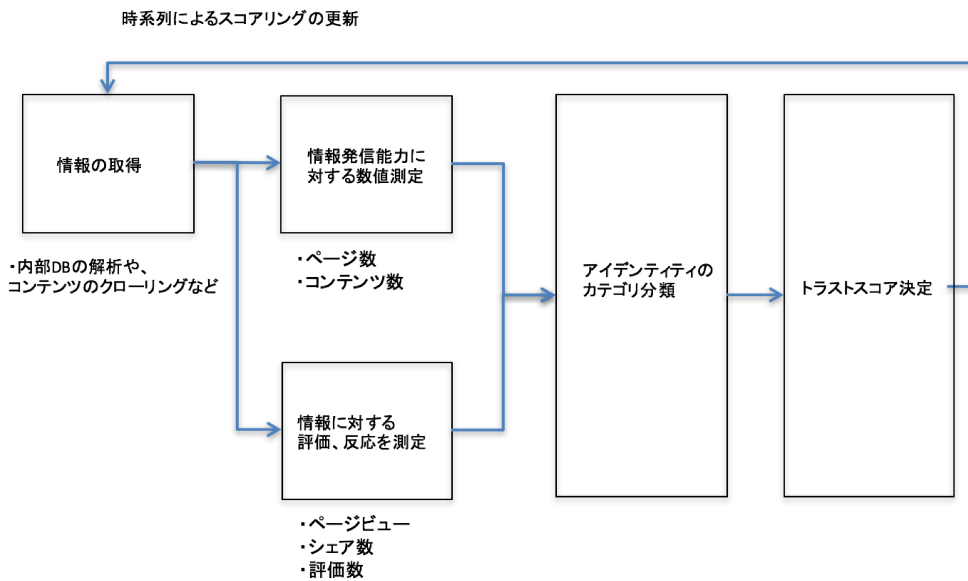 時系列によるスコアリングの更新
情報の取得
・内部DBの解析や、
コンテンツのクローリングなど
情報発信能力に
対する数値測定
・ページ数
・コンテンツ数
情報に対する
評価、反応を測定
・ページビュー
・シェア数
・評価数
アイデンティティの
カテゴリ分類
トラストスコア決定